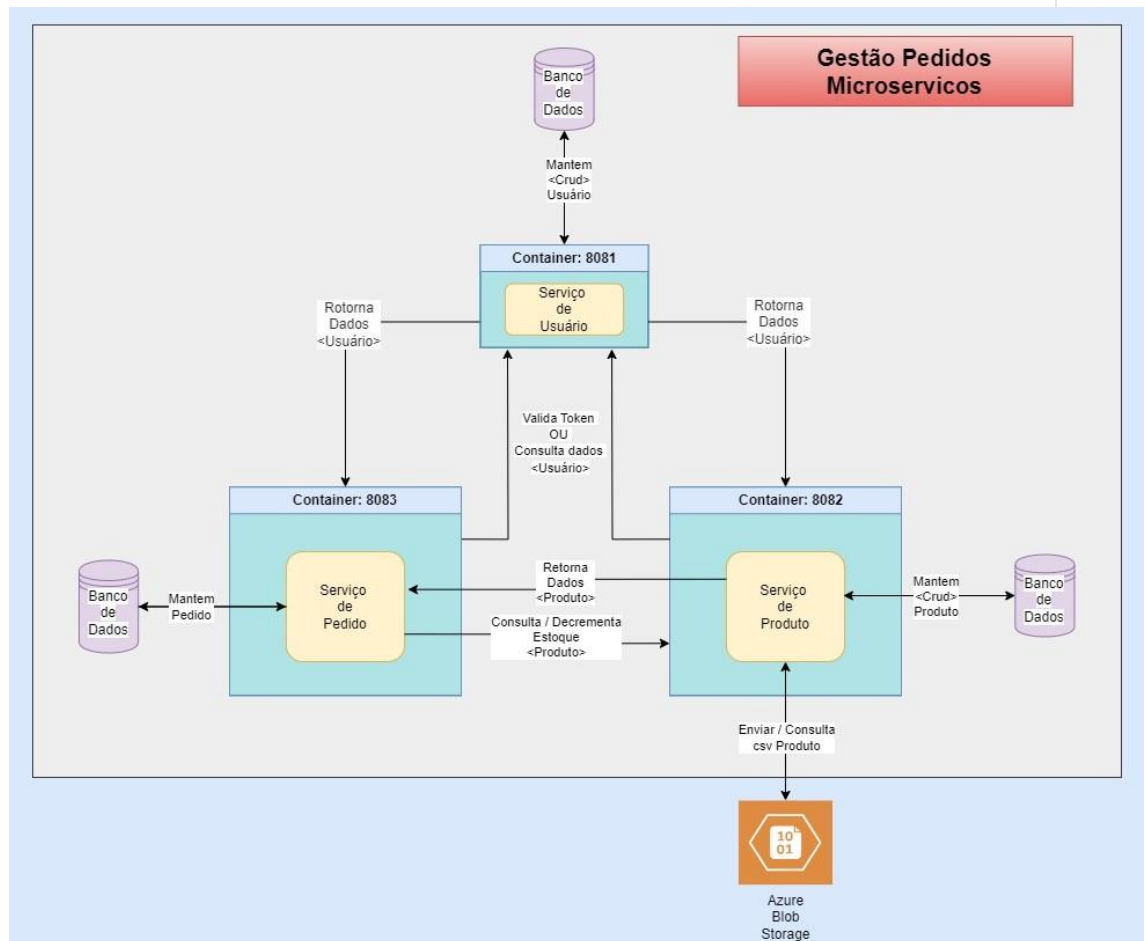 Gestão Pedidos
Microservicos
Banco
de
Dados
Mantem
<Crud>
Usuário
Container: 8081
Serviço
de
Usuário
Rotorna
Dados
<Usuário>
Rotorna
Dados
<Usuário>
Valida Token
OU
Consulta dados
<Usuário>
Container: 8083
Container: 8082
Banco
de
Dados
Mantem
Pedido
Serviço
de
Pedido
Retorna
Dados
<Produto>
Consulta / Decrementa
Estoque
<Produto>
Serviço
de
Produto
Mantem
<Crud>
Produto
Banco
de
Dados
Enviar / Consulta
csv Produto
10
01
Azure
Blob
Storage